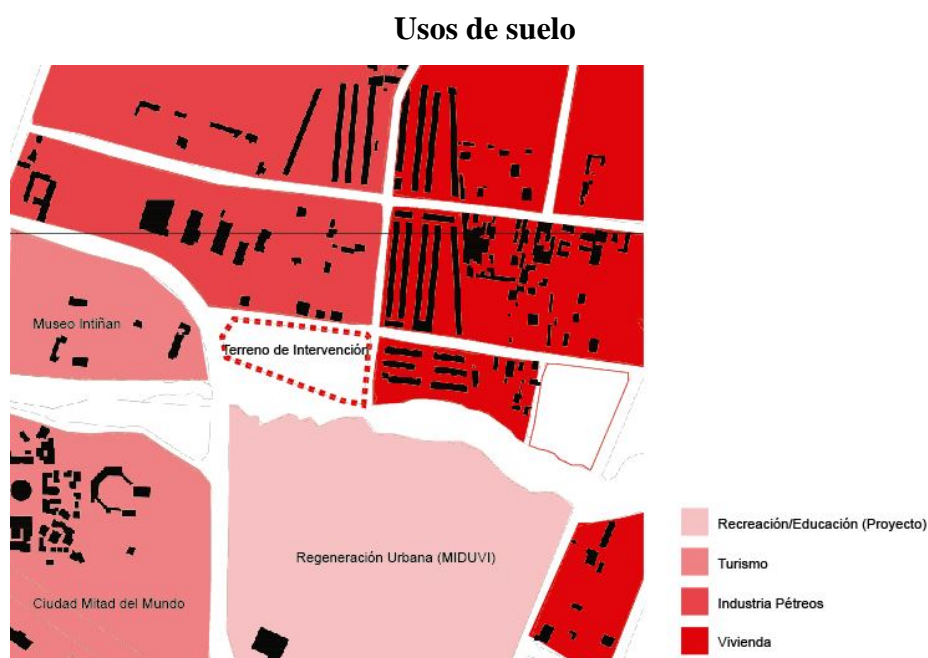 Usos de suelo
Museo Intiñan
Terreno de Intervención
Regeneración Urbana (MIDUVI)
Ciudad Mitad del Mundo
Recreación/Educación (Proyecto)
Turismo
Industria Pétreos
Vivienda